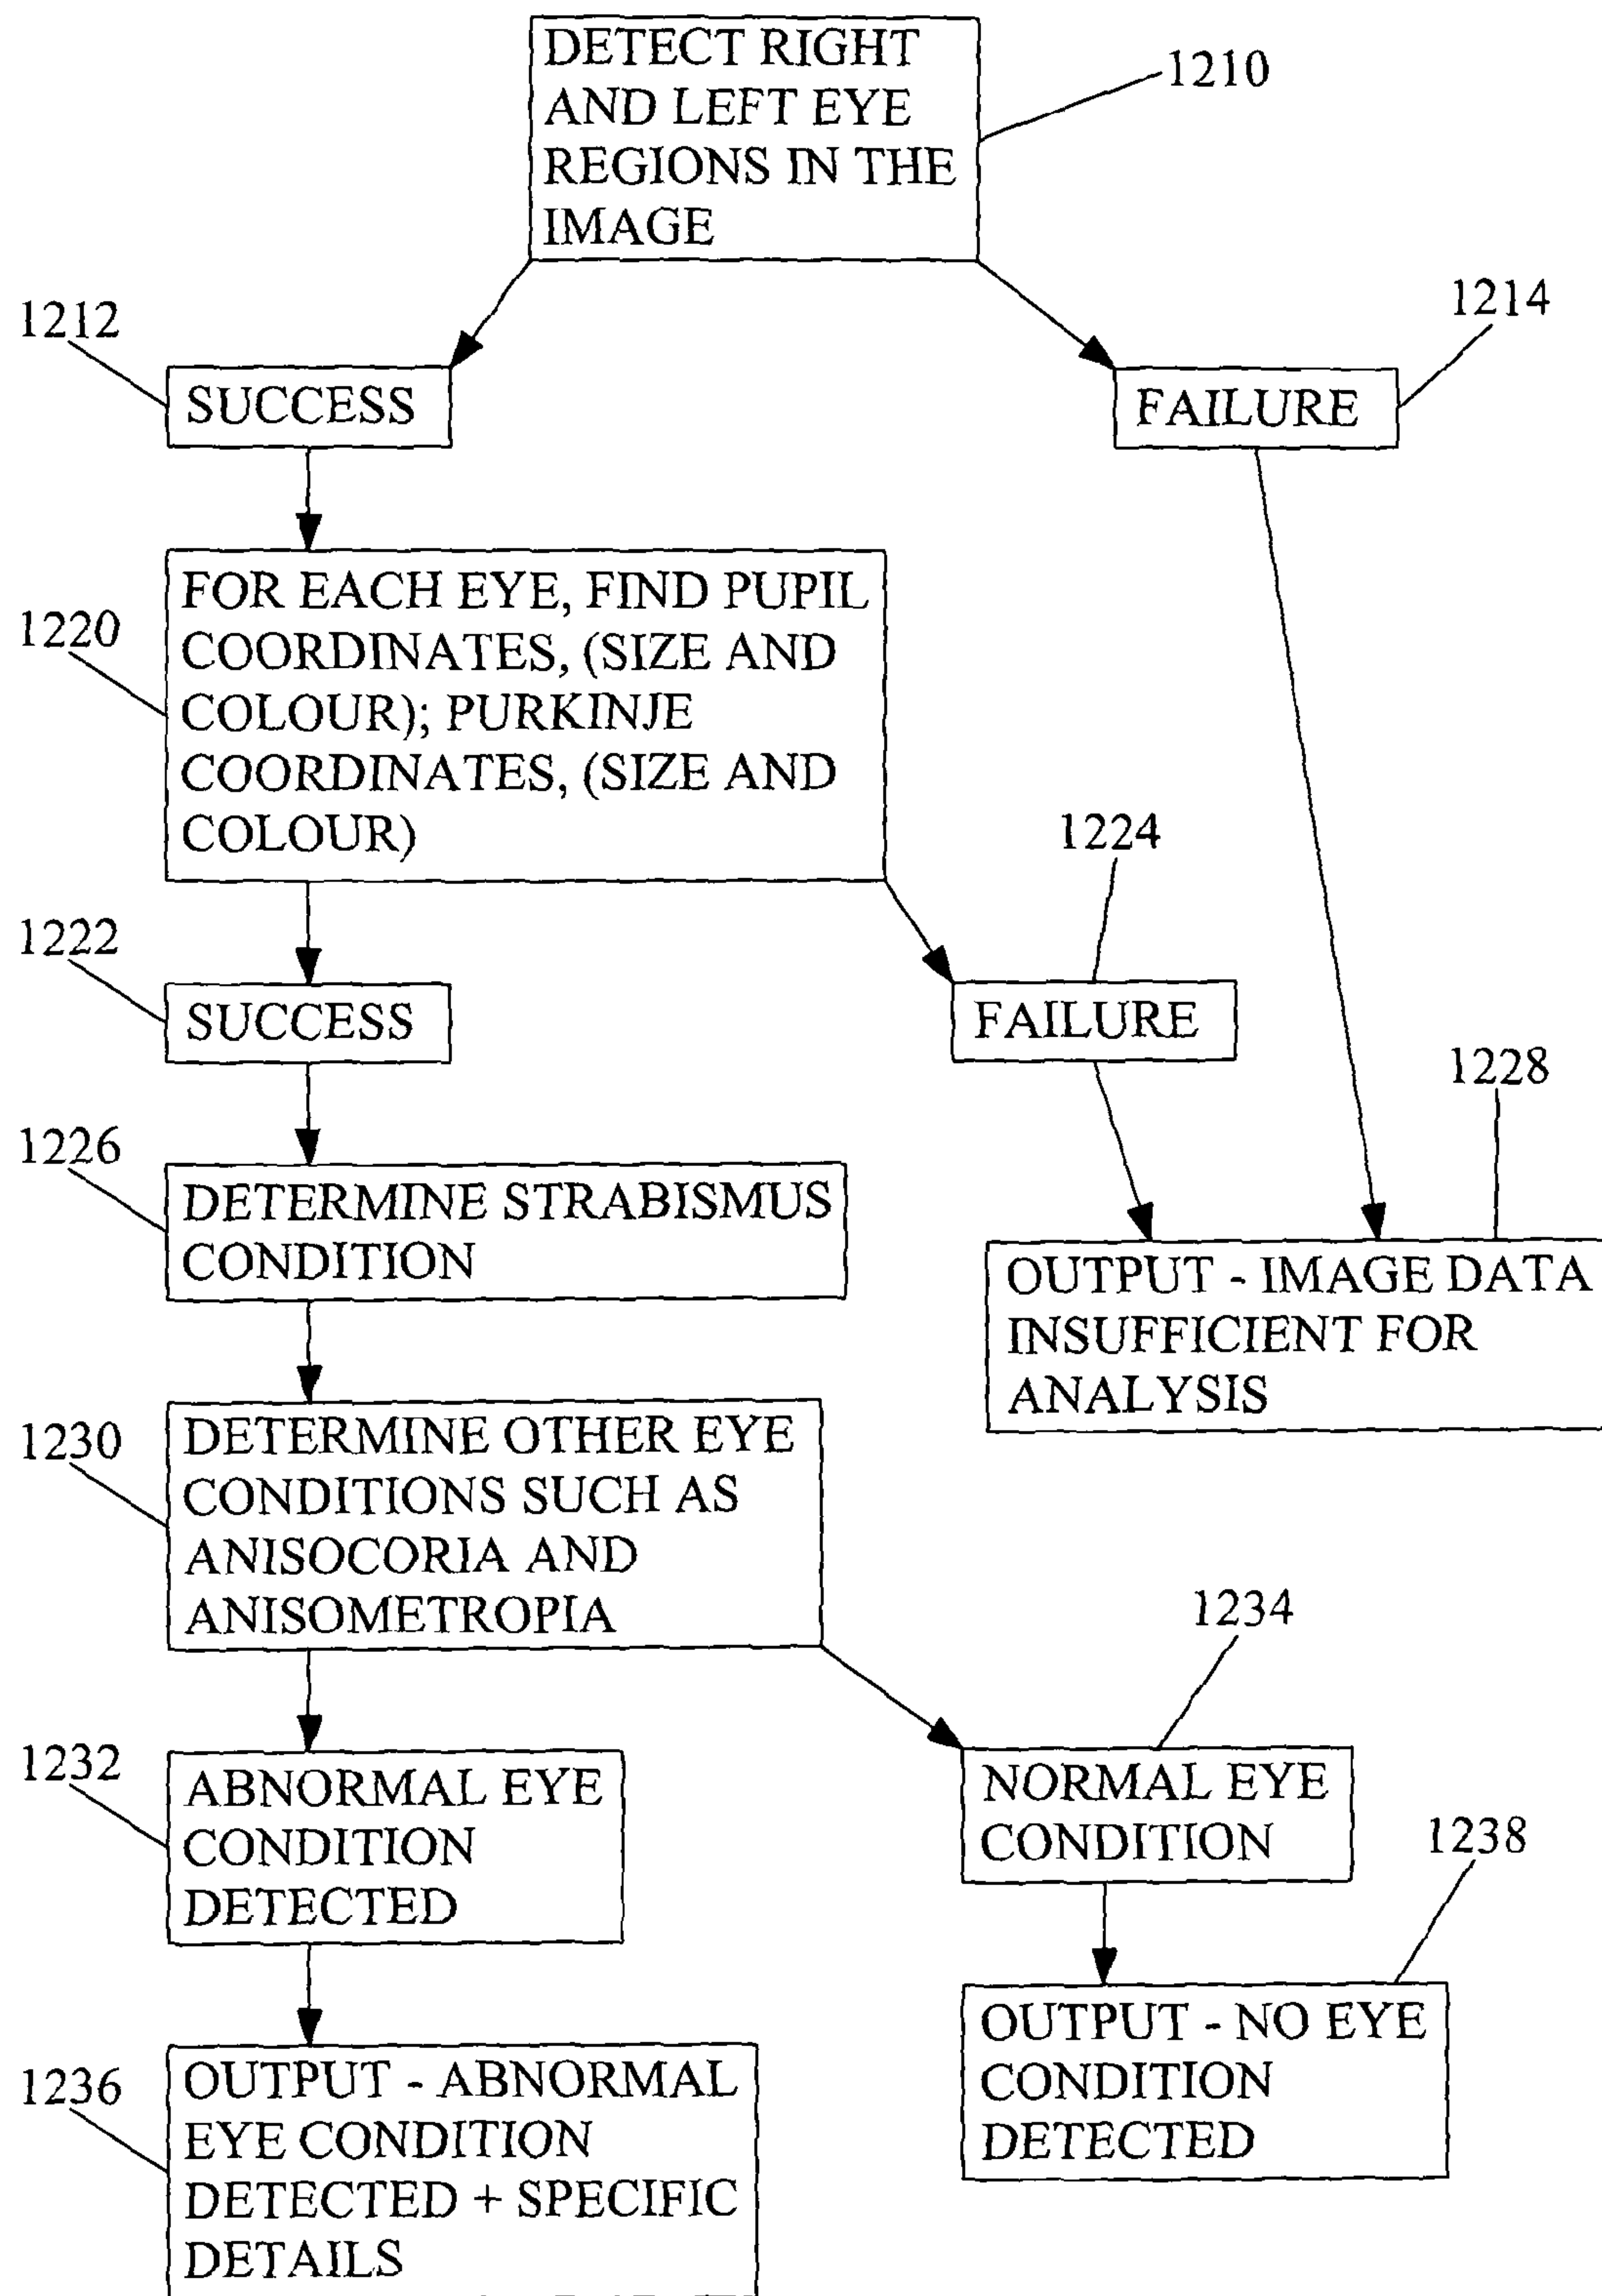 DETECT RIGHT
AND LEFT EYE
REGIONS IN THE
IMAGE
1210
1212
SUCCESS
1214
FAILURE
1220
FOR EACH EYE, FIND PUPIL
COORDINATES, (SIZE AND
COLOUR); PURKINJE
COORDINATES, (SIZE AND
COLOUR)
1222
SUCCESS
1224
FAILURE
1226
DETERMINE STRABISMUS
CONDITION
1228
OUTPUT - IMAGE DATA
INSUFFICIENT FOR
ANALYSIS
1230
DETERMINE OTHER EYE
CONDITIONS SUCH AS
ANISOCORIA AND
ANISOMETROPIA
1232
ABNORMAL EYE
CONDITION
DETECTED
1234
NORMAL EYE
CONDITION
1236
OUTPUT - ABNORMAL
EYE CONDITION
DETECTED + SPECIFIC
DETAILS
1238
OUTPUT - NO EYE
CONDITION
DETECTED